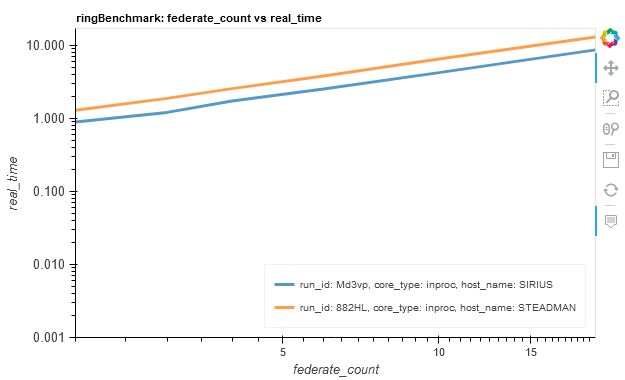 ringBenchmark: federate_count vs real_time
10.000
1.000
0.100
0.010
0.001
real_time
run_id: Md3vp, core_type: inproc, host_name: SIRIUS
run_id: 882HL, core_type: inproc, host_name: STEADMAN
5
10
15
federate_count